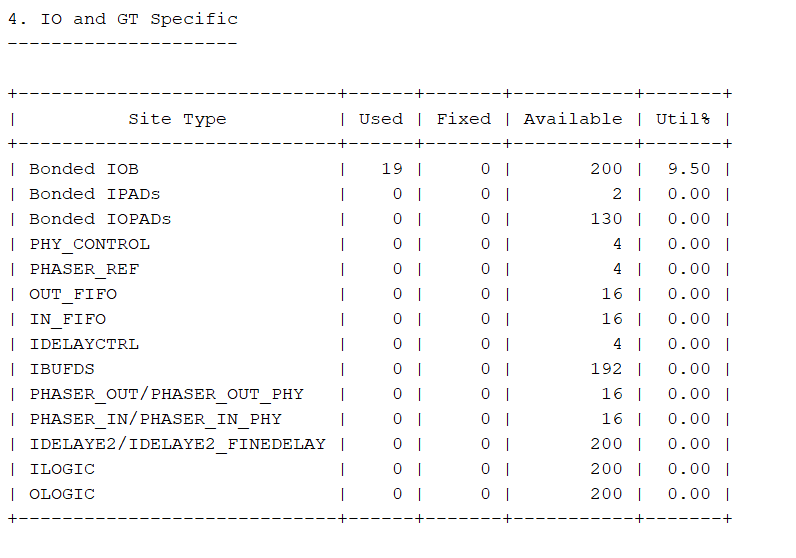 4. IO and GT Specific
---------------------

+-----------------------------+------+-------+-----------+-------+
|          Site Type          | Used | Fixed | Available | Util% |
+-----------------------------+------+-------+-----------+-------+
| Bonded IOB                  |   19 |     0 |       200 |  9.50 |
| Bonded IPADs                |    0 |     0 |         2 |  0.00 |
| Bonded IOPADs               |    0 |     0 |       130 |  0.00 |
| PHY_CONTROL                 |    0 |     0 |         4 |  0.00 |
| PHASER_REF                  |    0 |     0 |         4 |  0.00 |
| OUT_FIFO                    |    0 |     0 |        16 |  0.00 |
| IN_FIFO                     |    0 |     0 |        16 |  0.00 |
| IDELAYCTRL                  |    0 |     0 |         4 |  0.00 |
| IBUFDS                      |    0 |     0 |       192 |  0.00 |
| PHASER_OUT/PHASER_OUT_PHY   |    0 |     0 |        16 |  0.00 |
| PHASER_IN/PHASER_IN_PHY     |    0 |     0 |        16 |  0.00 |
| IDELAYE2/IDELAYE2_FINEDELAY |    0 |     0 |       200 |  0.00 |
| ILOGIC                      |    0 |     0 |       200 |  0.00 |
| OLOGIC                      |    0 |     0 |       200 |  0.00 |
+-----------------------------+------+-------+-----------+-------+